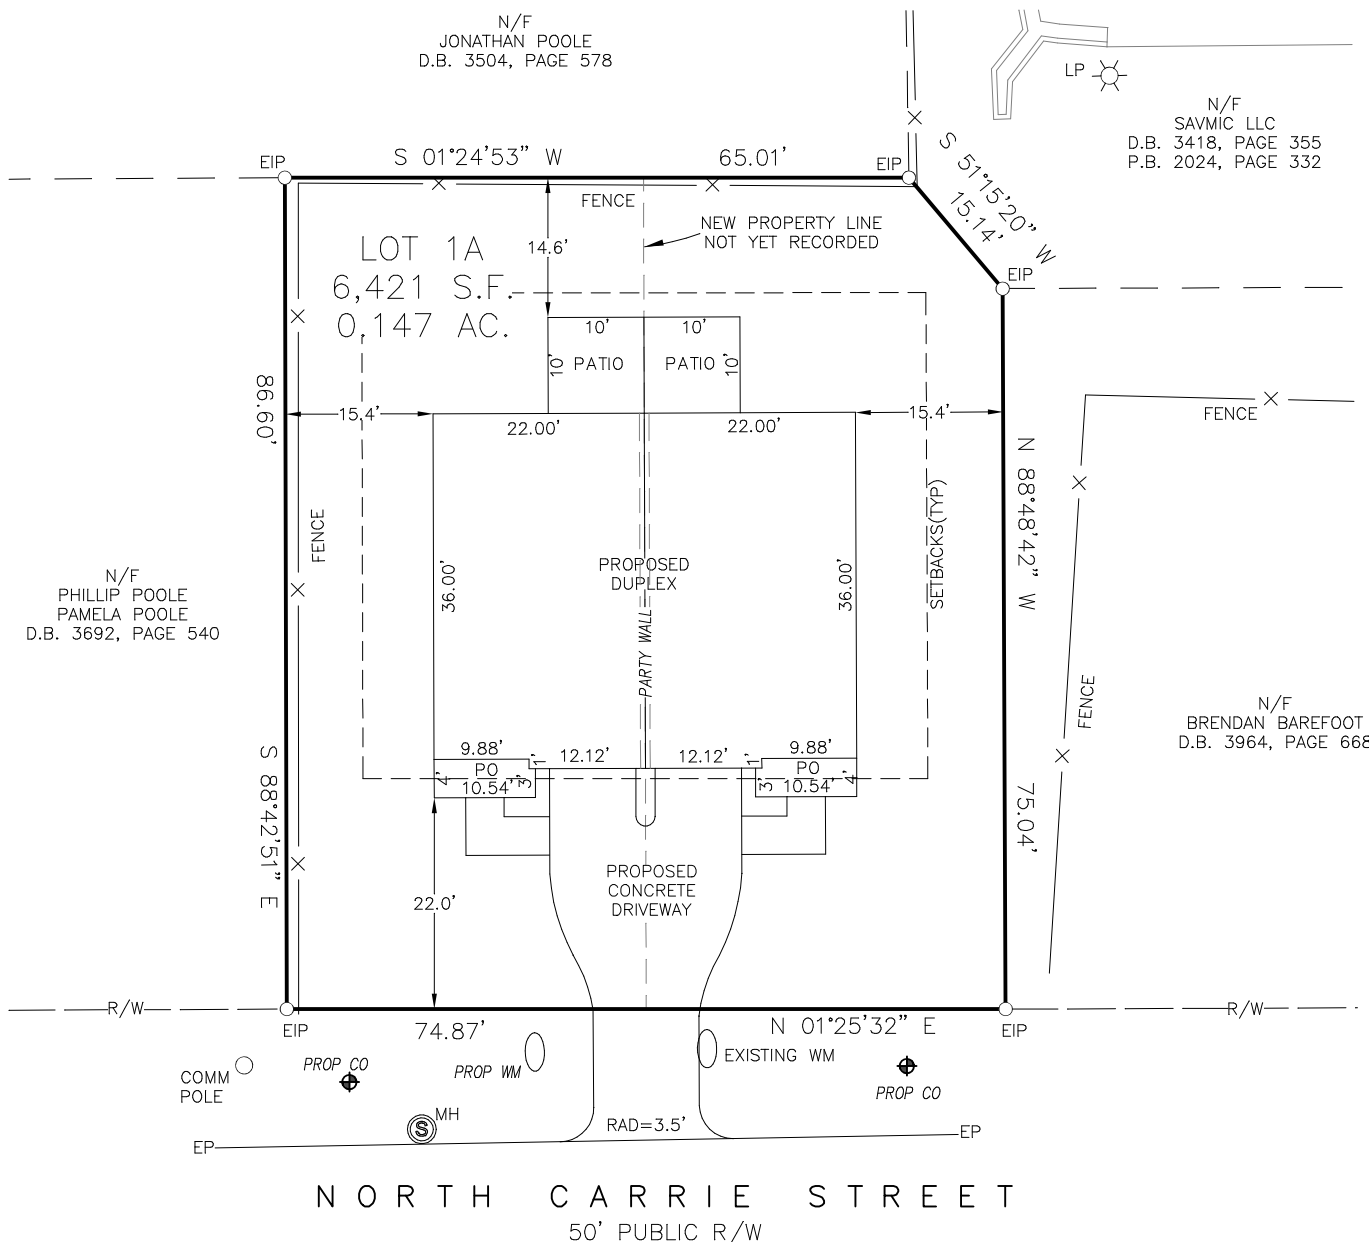 N/F
JONATHAN POOLE
D.B. 3504, PAGE 578
LP
N/F
SAVMIC LLC
D.B. 3418, PAGE 355
P.B. 2024, PAGE 332
EIP
S 01°24'53" W
65.01'
EIP
S 51°15'20" W
15.14'
EIP
FENCE
NEW PROPERTY LINE
NOT YET RECORDED
14.6'
LOT 1A
6,421 S.F.
0.147 AC.
10'
10'
10'
PATIO
PATIO
10'
86.60'
15.4'
15.4'
22.00'
22.00'
FENCE
N 88°48'42" W
SETBACKS(TYP)
FENCE
PROPOSED
DUPLEX
36.00'
36.00'
PARTY WALL
N/F
PHILLIP POOLE
PAMELA POOLE
D.B. 3692, PAGE 540
FENCE
N/F
BRENDAN BAREFOOT
D.B. 3964, PAGE 668
9.88'
1'
12.12'
12.12'
1'
9.88'
4'
PO
3'
3'
PO
4'
10.54'
10.54'
S 88°42'51" E
75.04'
PROPOSED
CONCRETE
DRIVEWAY
22.0'
R/W
R/W
EIP
74.87'
N 01°25'32" E
EIP
COMM
POLE
PROP CO
PROP WM
EXISTING WM
PROP CO
S
MH
RAD=3.5'
EP
EP
NORTH CARRIE STREET
50' PUBLIC R/W